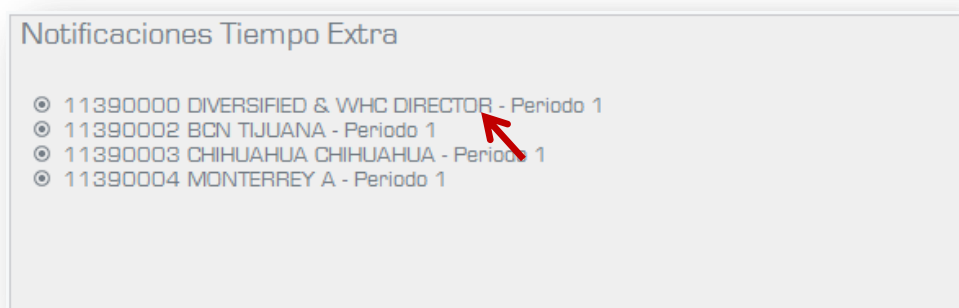 Notificaciones Tiempo Extra
11390000 DIVERSIFIED & WHC DIRECTOR - Periodo 1
11390002 BCN TIJUANA - Periodo 1
11390003 CHIHUAHUA CHIHUAHUA - Periodo 1
11390004 MONTERREY A - Periodo 1